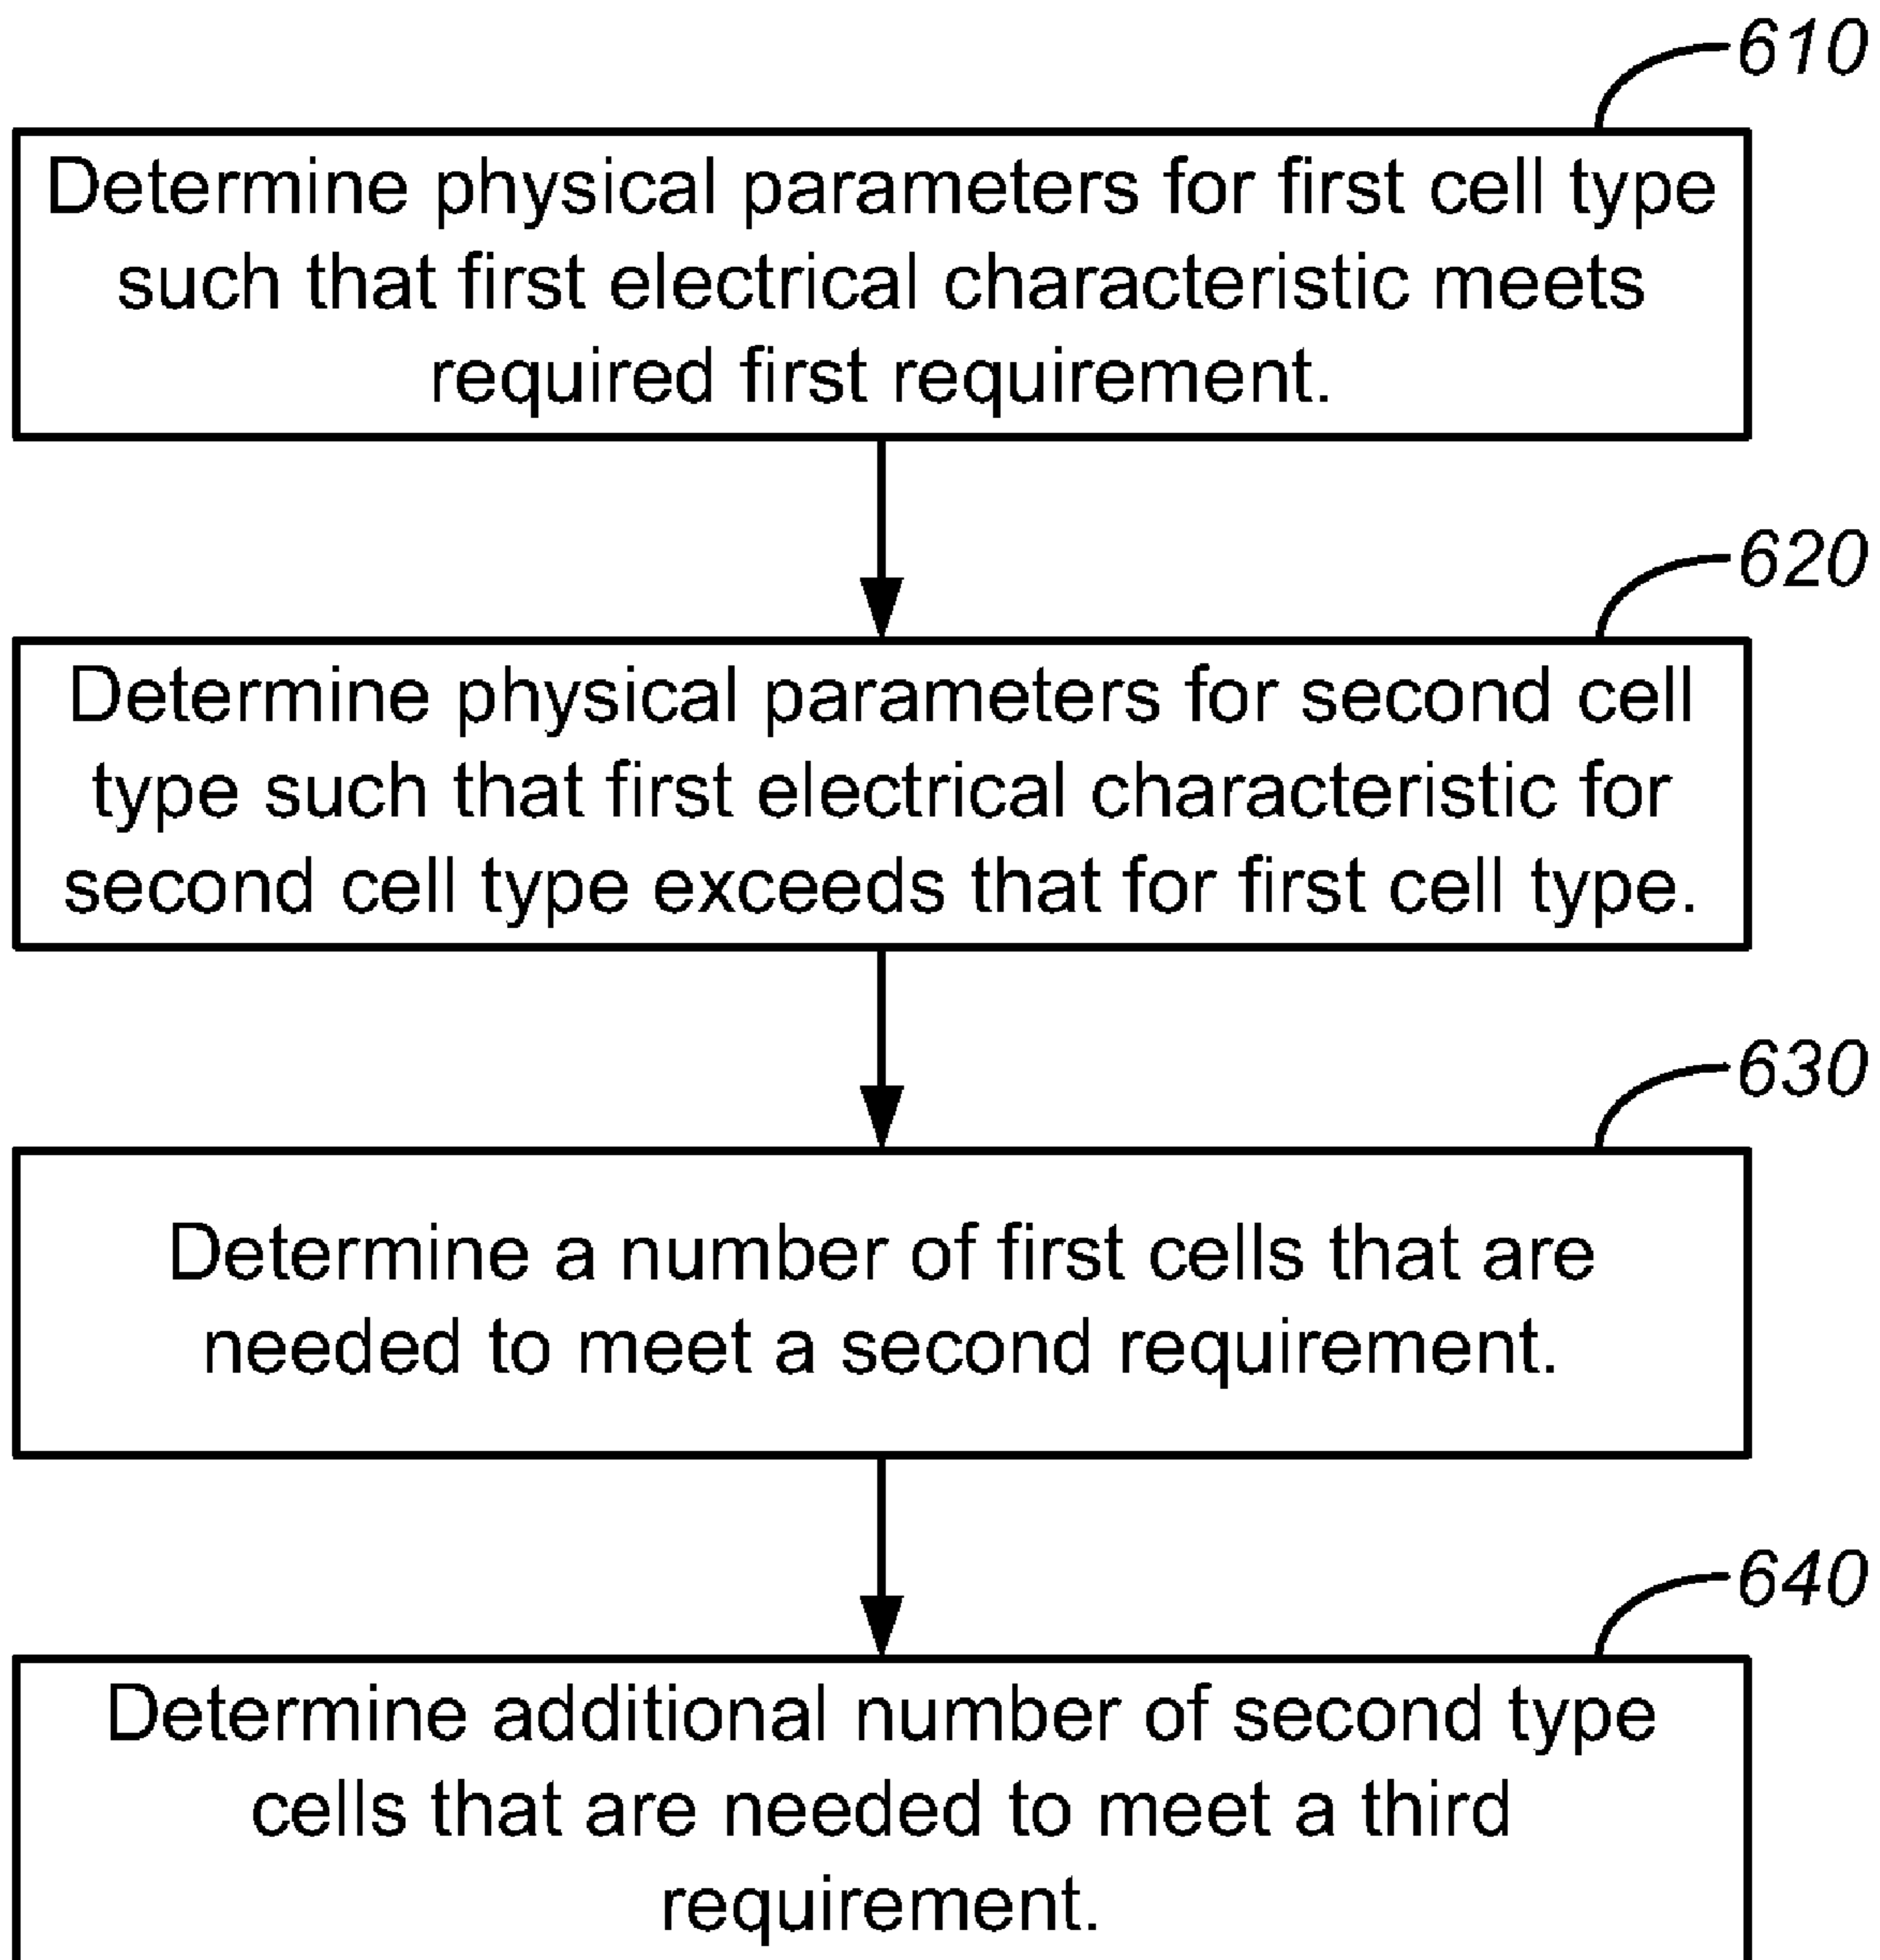 610
Determine physical parameters for first cell type
such that first electrical characteristic meets
required first requirement.
620
Determine physical parameters for second cell
type such that first electrical characteristic for
second cell type exceeds that for first cell type.
630
Determine a number of first cells that are
needed to meet a second requirement.
640
Determine additional number of second type
cells that are needed to meet a third
requirement.